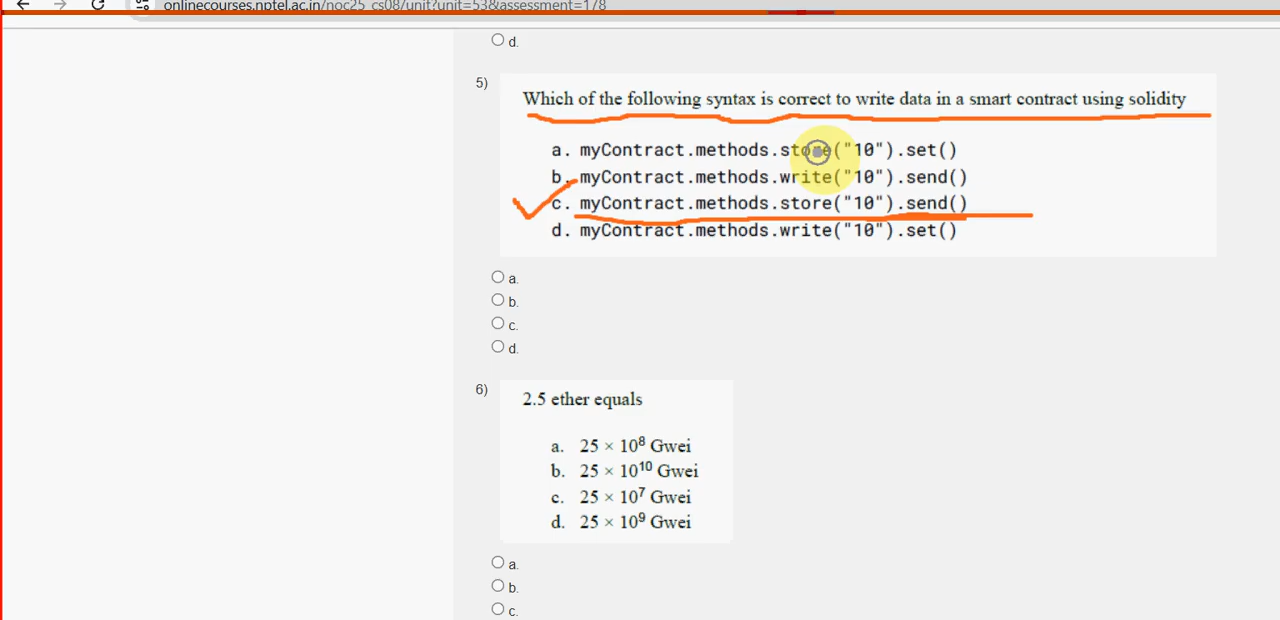 onlinecourses.nptel.ac.in/noc25_cs08/unit?unit=53&assessment=178
d.
5)
Which of the following syntax is correct to write data in a smart contract using solidity
a. myContract.methods.store("10").set()
b. myContract.methods.write("10").send()
c. myContract.methods.store("10").send()
d. myContract.methods.write("10").set()
a.
b.
c.
d.
6)
2.5 ether equals
a. 25 × 10⁸ Gwei
b. 25 × 10¹⁰ Gwei
c. 25 × 10⁷ Gwei
d. 25 × 10⁹ Gwei
a.
b.
c.